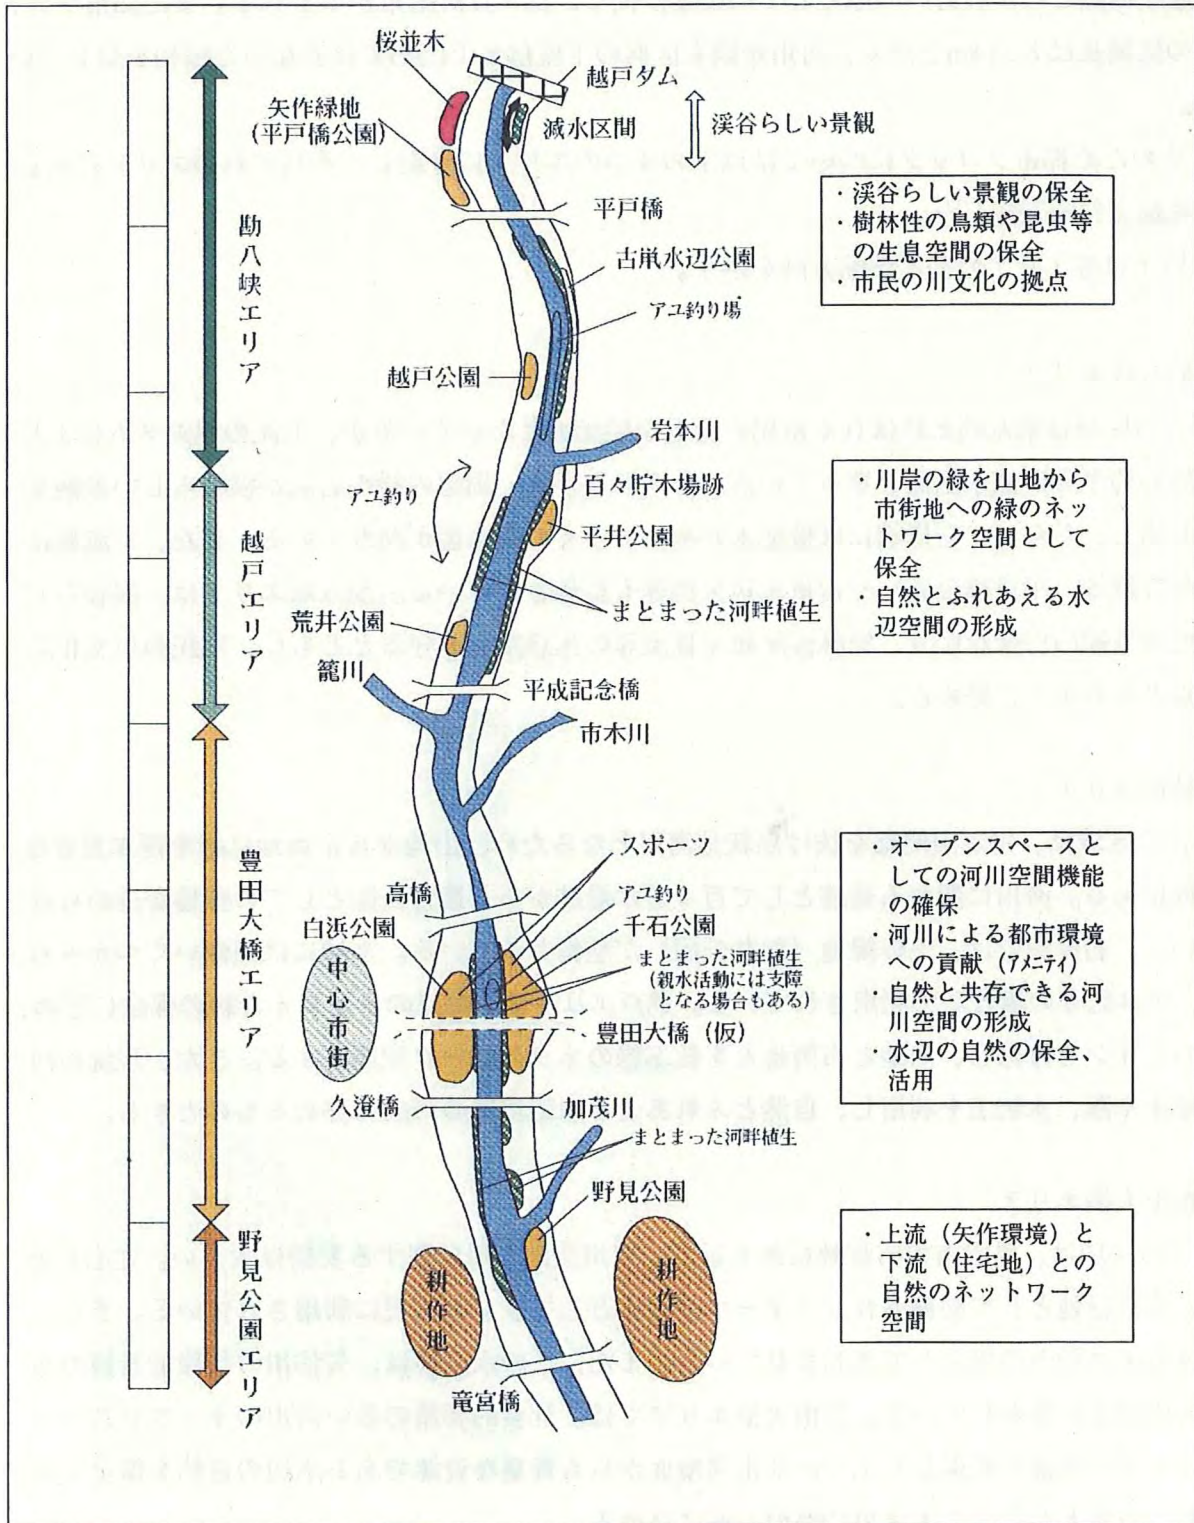 桜並木
越戸ダム
矢作緑地
(平戸橋公園)
減水区間
渓谷らしい景観
平戸橋
・渓谷らしい景観の保全
・樹林性の鳥類や昆虫等
の生息空間の保全
・市民の川文化の拠点
勘八峡エリア
古鼡水辺公園
アユ釣り場
越戸公園
岩本川
アユ釣り
百々貯木場跡
平井公園
・川岸の緑を山地から
市街地への緑のネッ
トワーク空間として
保全
・自然とふれあえる水
辺空間の形成
越戸エリア
まとまった河畔植生
荒井公園
籠川
平成記念橋
市木川
豊田大橋エリア
スポーツ
高橋
アユ釣り
白浜公園
千石公園
まとまった河畔植生
(親水活動には支障
となる場合もある)
中心市街
豊田大橋(仮)
・オープンスペースと
しての河川空間機能
の確保
・河川による都市環境
への貢献(アメニティ)
・自然と共存できる河
川空間の形成
・水辺の自然の保全、
活用
久澄橋
加茂川
まとまった河畔植生
野見公園
野見公園エリア
耕作地
耕作地
・上流(矢作環境)と
下流(住宅地)との
自然のネットワーク
空間
竜宮橋